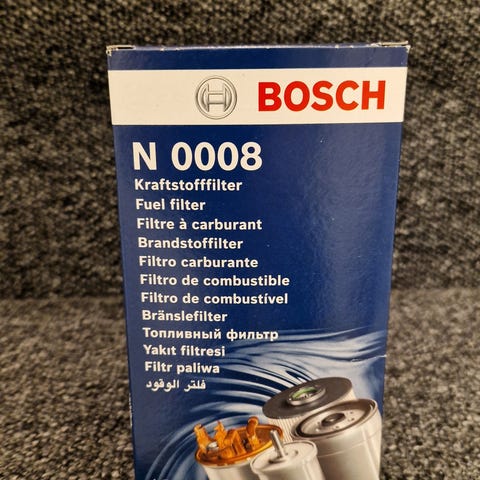 BOSCH
N 0008
Kraftstofffilter
Fuel filter
Filtre à carburant
Brandstoffilter
Filtro carburante
Filtro de combustible
Filtro de combustível
Bränslefilter
Топливный фильтр
Yakıt filtresi
Filtr paliwa
فلتر الوقود